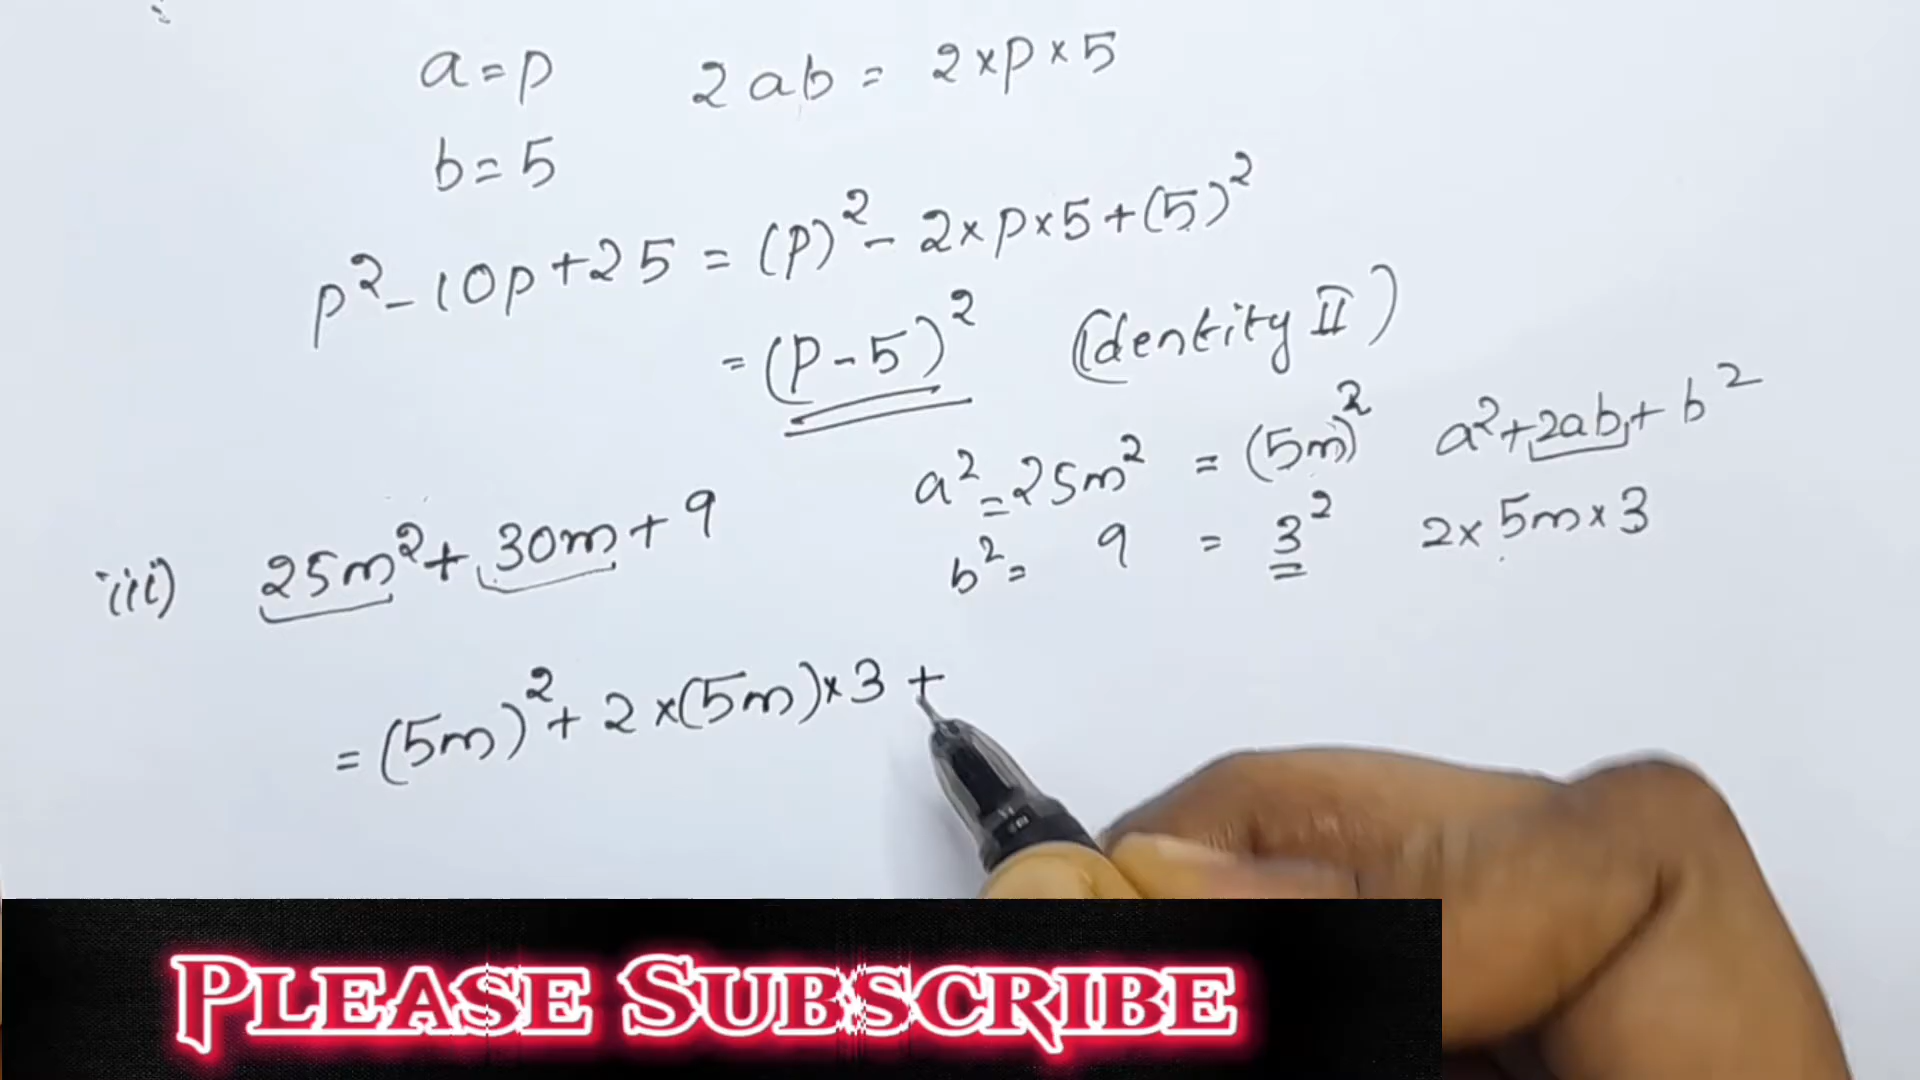 a=p 2ab = 2×p×5
b=5
p²-10p+25 = (p)²-2×p×5+(5)²
=(p-5)² (Identity II)
a²=25m² = (5m)² a²+2ab+b²
iii) 25m²+30m+9 b²= 9 = 3² 2×5m×3
=(5m)²+2×(5m)×3+
PLEASE SUBSCRIBE